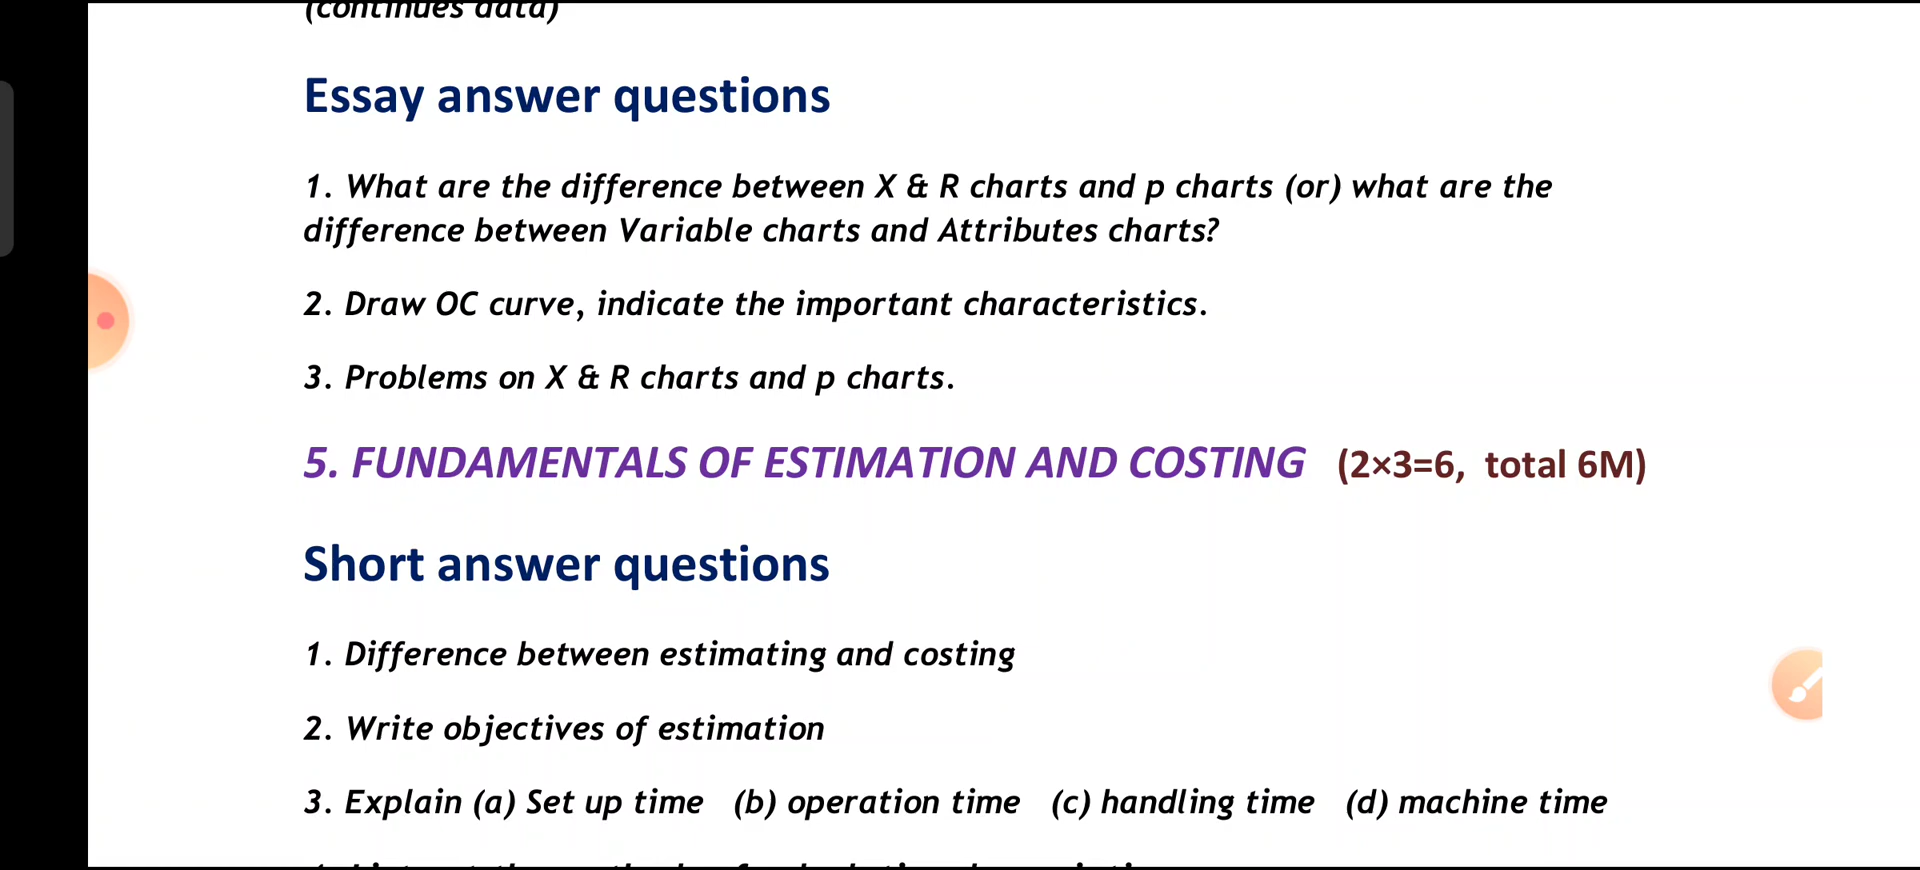 (continues data)
Essay answer questions
1. What are the difference between X & R charts and p charts (or) what are the
difference between Variable charts and Attributes charts?
2. Draw OC curve, indicate the important characteristics.
3. Problems on X & R charts and p charts.
5. FUNDAMENTALS OF ESTIMATION AND COSTING (2×3=6, total 6M)
Short answer questions
1. Difference between estimating and costing
2. Write objectives of estimation
3. Explain (a) Set up time (b) operation time (c) handling time (d) machine time